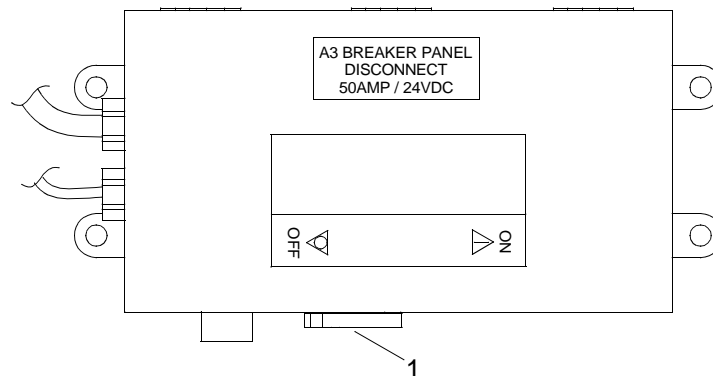 A3 BREAKER PANEL
DISCONNECT
50AMP / 24VDC
OFF
ON
1